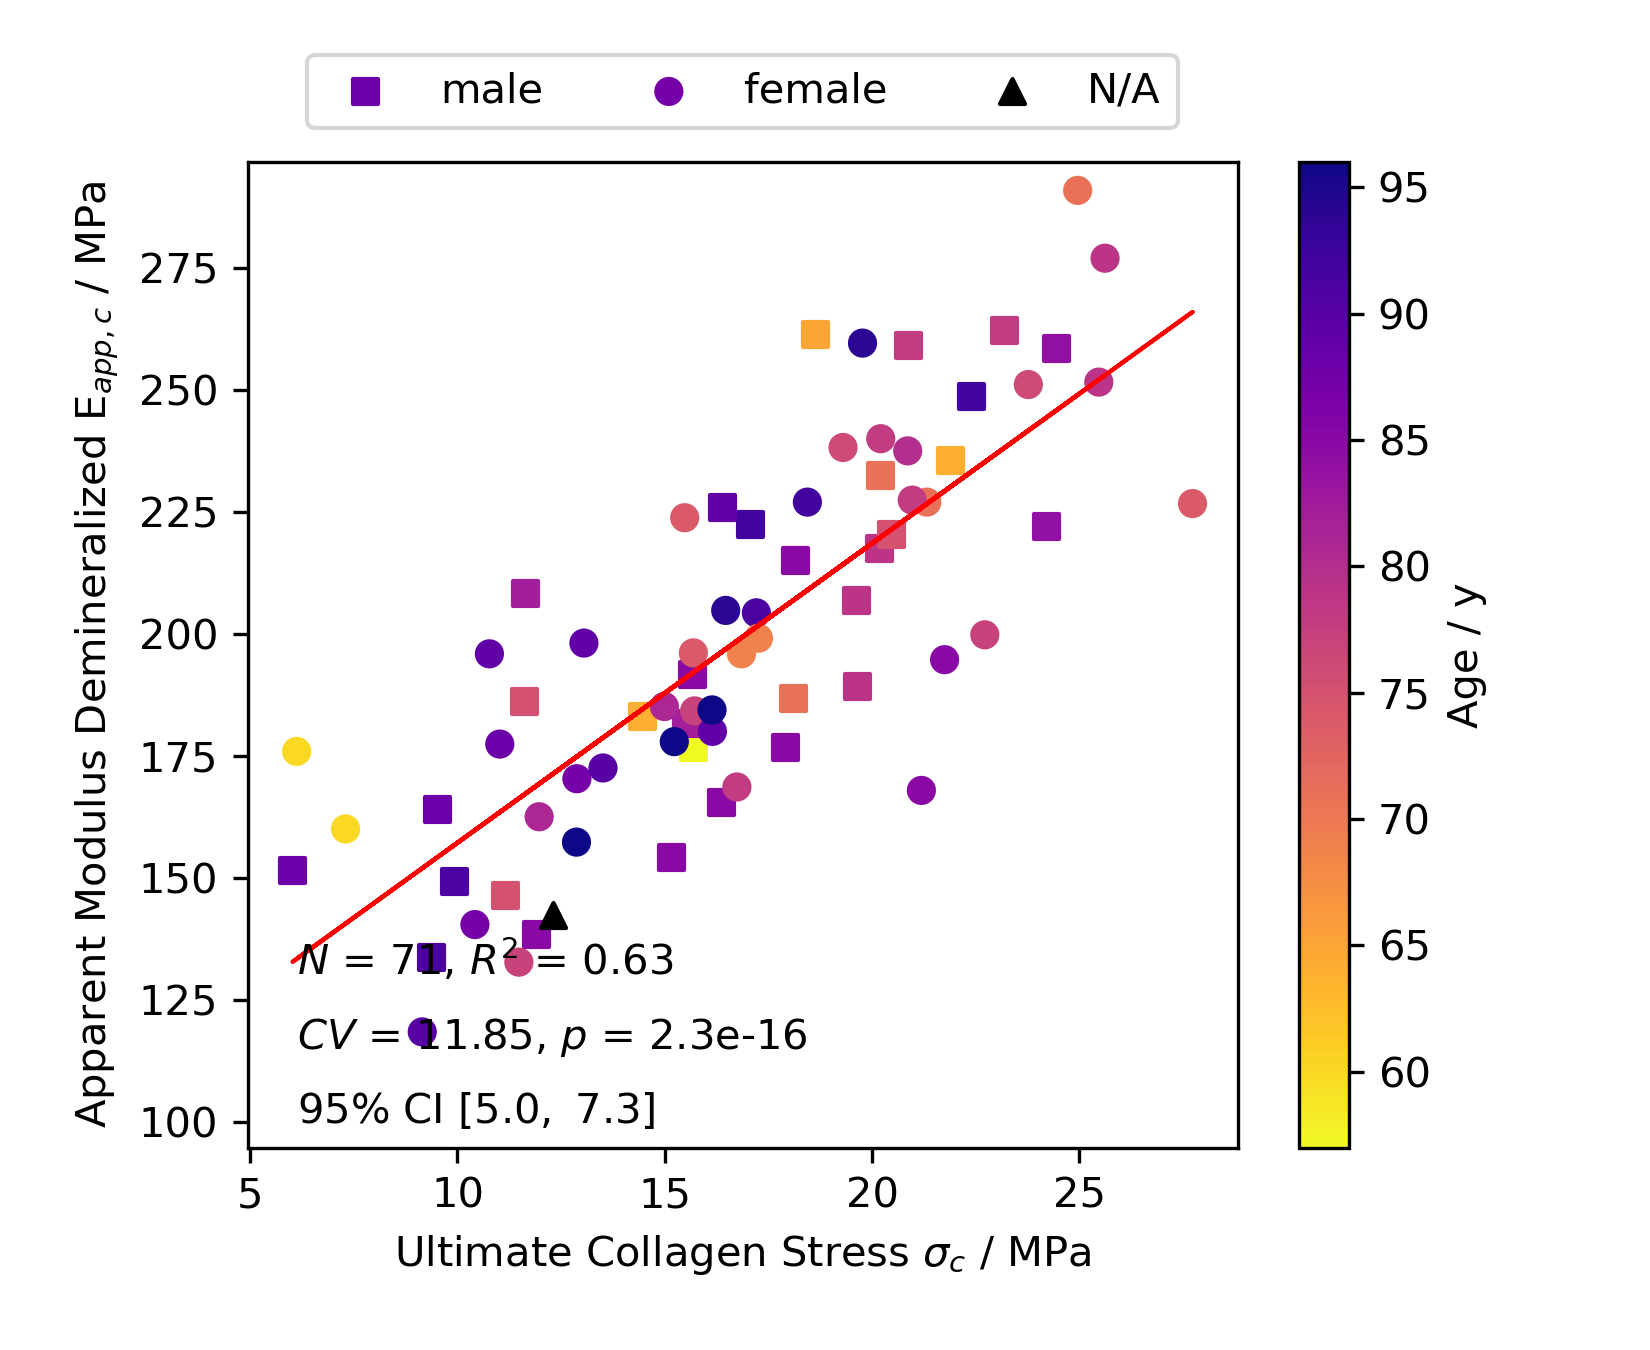 male female N/A
Apparent Modulus Demineralized E_app,c / MPa
275
250
225
200
175
150
125
100
N = 71, R² = 0.63
CV = 11.85, p = 2.3e-16
95% CI [5.0, 7.3]
5 10 15 20 25
Ultimate Collagen Stress σ_c / MPa
95
90
85
80
75
70
65
60
Age / y